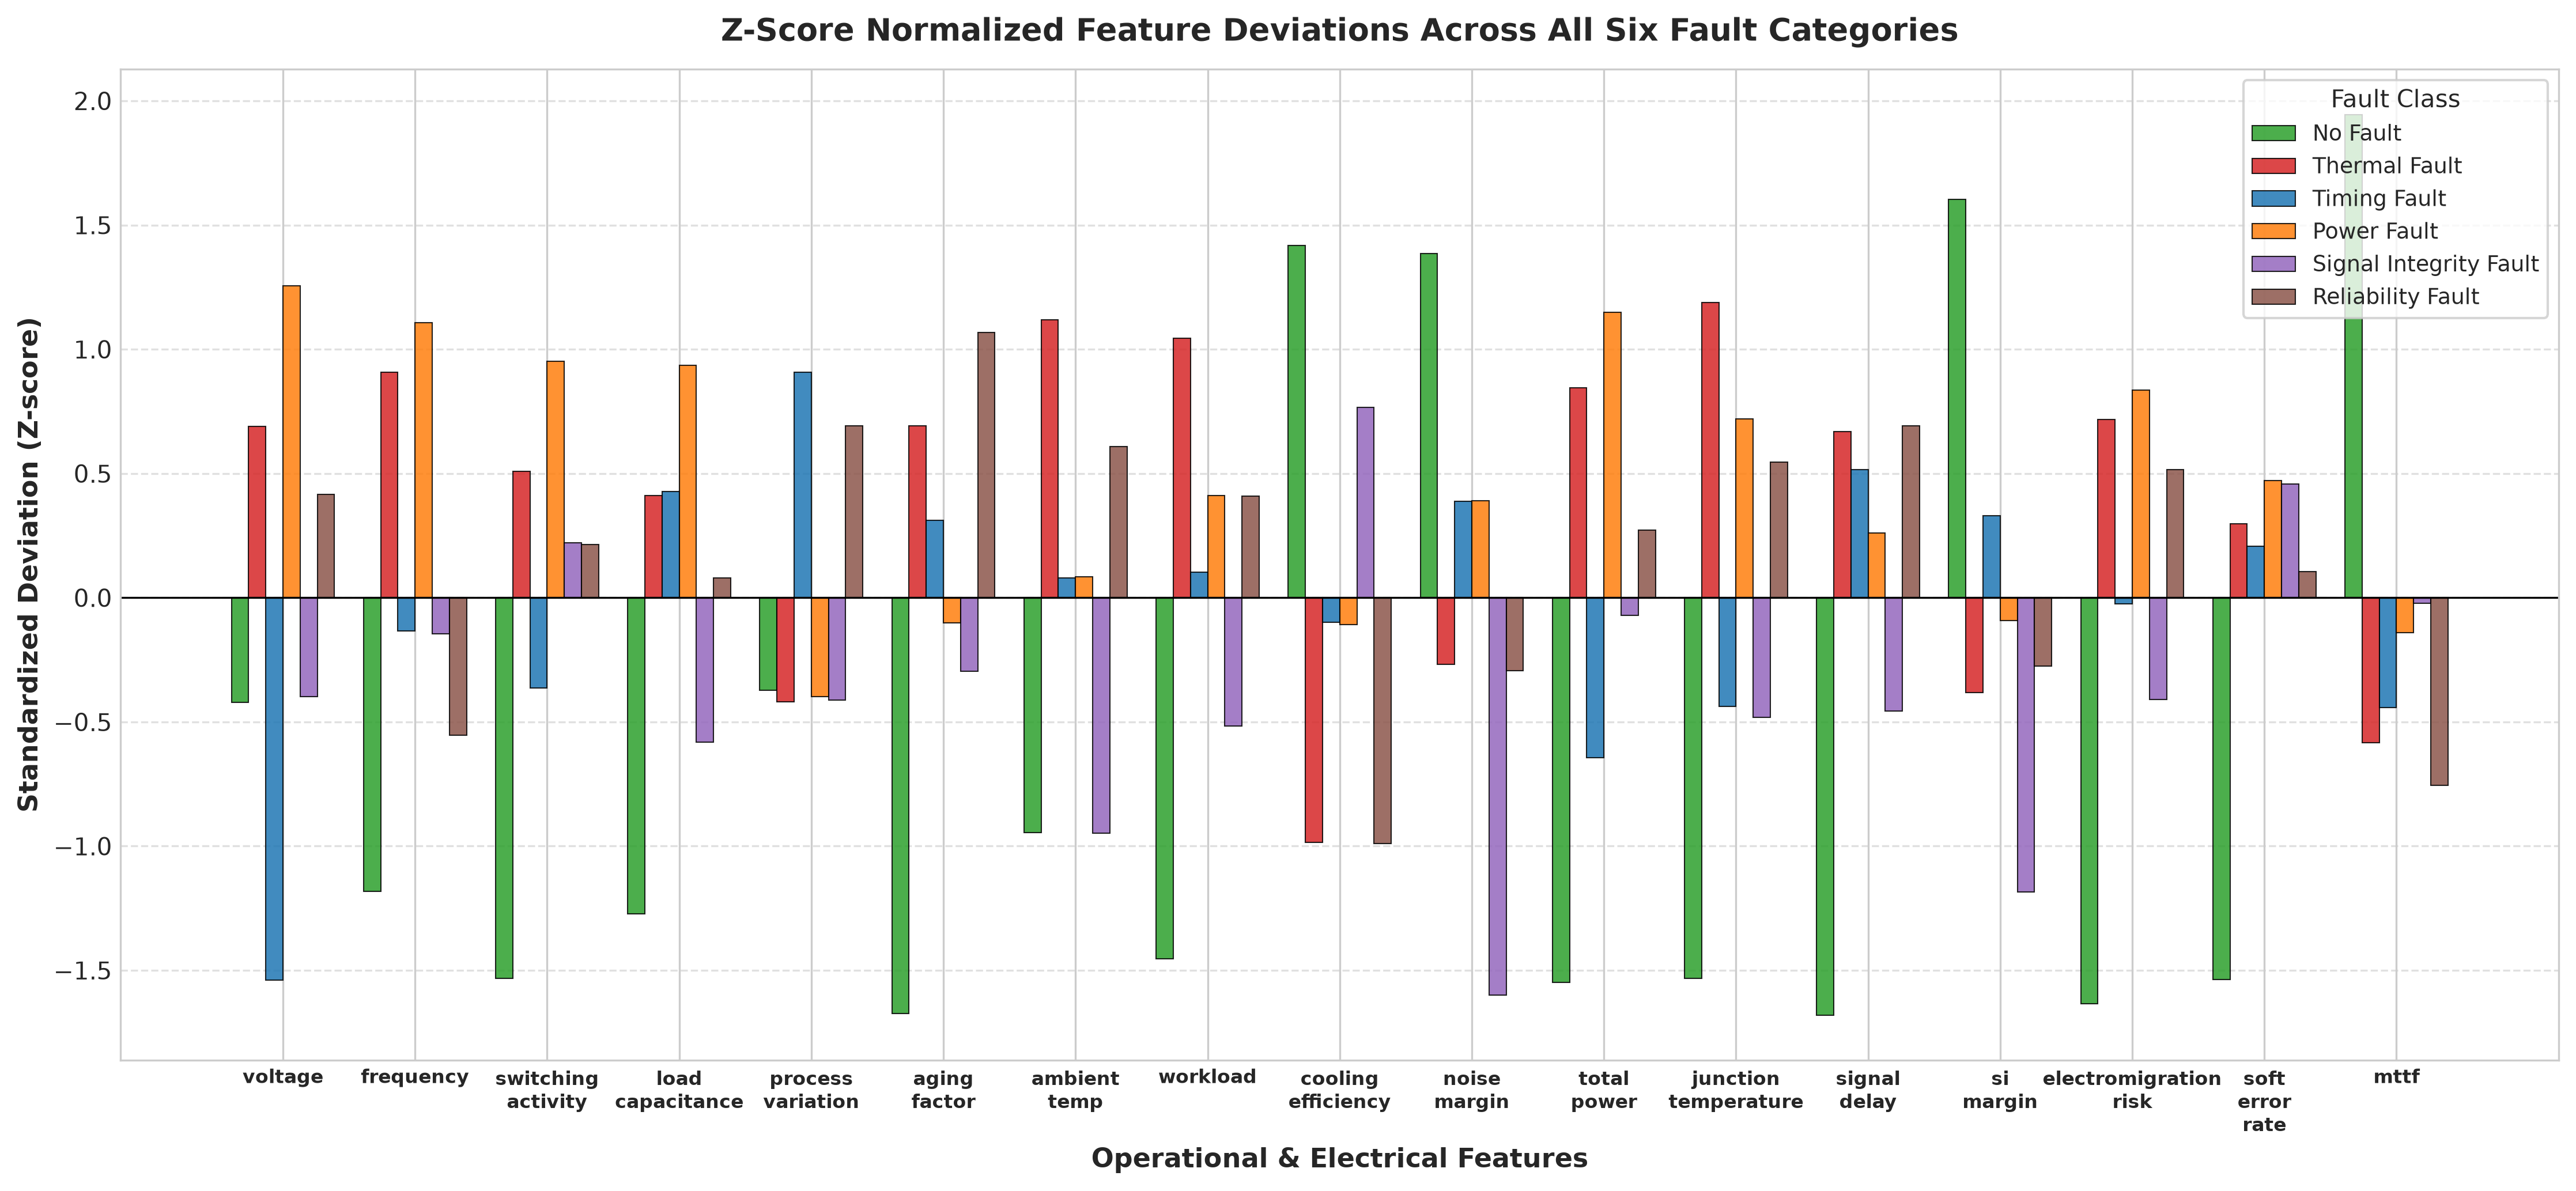 Z-Score Normalized Feature Deviations Across All Six Fault Categories
Standardized Deviation (Z-score)
2.0
1.5
1.0
0.5
0.0
−0.5
−1.0
−1.5
Fault Class
No Fault
Thermal Fault
Timing Fault
Power Fault
Signal Integrity Fault
Reliability Fault
voltage
frequency
switching
activity
load
capacitance
process
variation
aging
factor
ambient
temp
workload
cooling
efficiency
noise
margin
total
power
junction
temperature
signal
delay
si
margin
electromigration
risk
soft
error
rate
mttf
Operational & Electrical Features